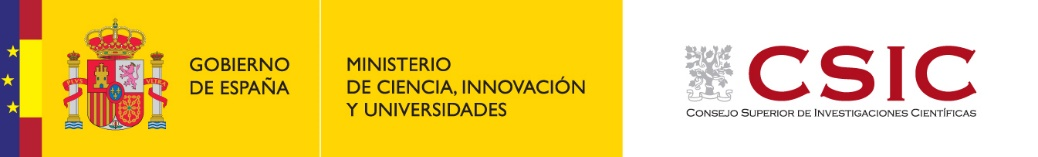 GOBIERNO
DE ESPAÑA
MINISTERIO
DE CIENCIA, INNOVACIÓN
Y UNIVERSIDADES
CSIC
CONSEJO SUPERIOR DE INVESTIGACIONES CIENTÍFICAS